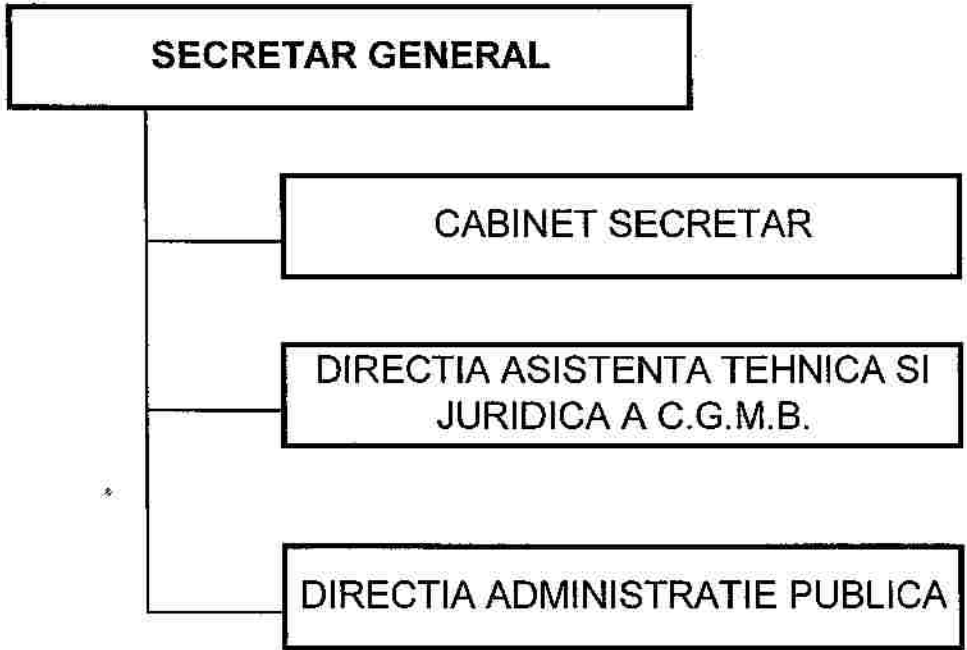 SECRETAR GENERAL
CABINET SECRETAR
DIRECTIA ASISTENTA TEHNICA SI
JURIDICA A C.G.M.B.
DIRECTIA ADMINISTRATIE PUBLICA